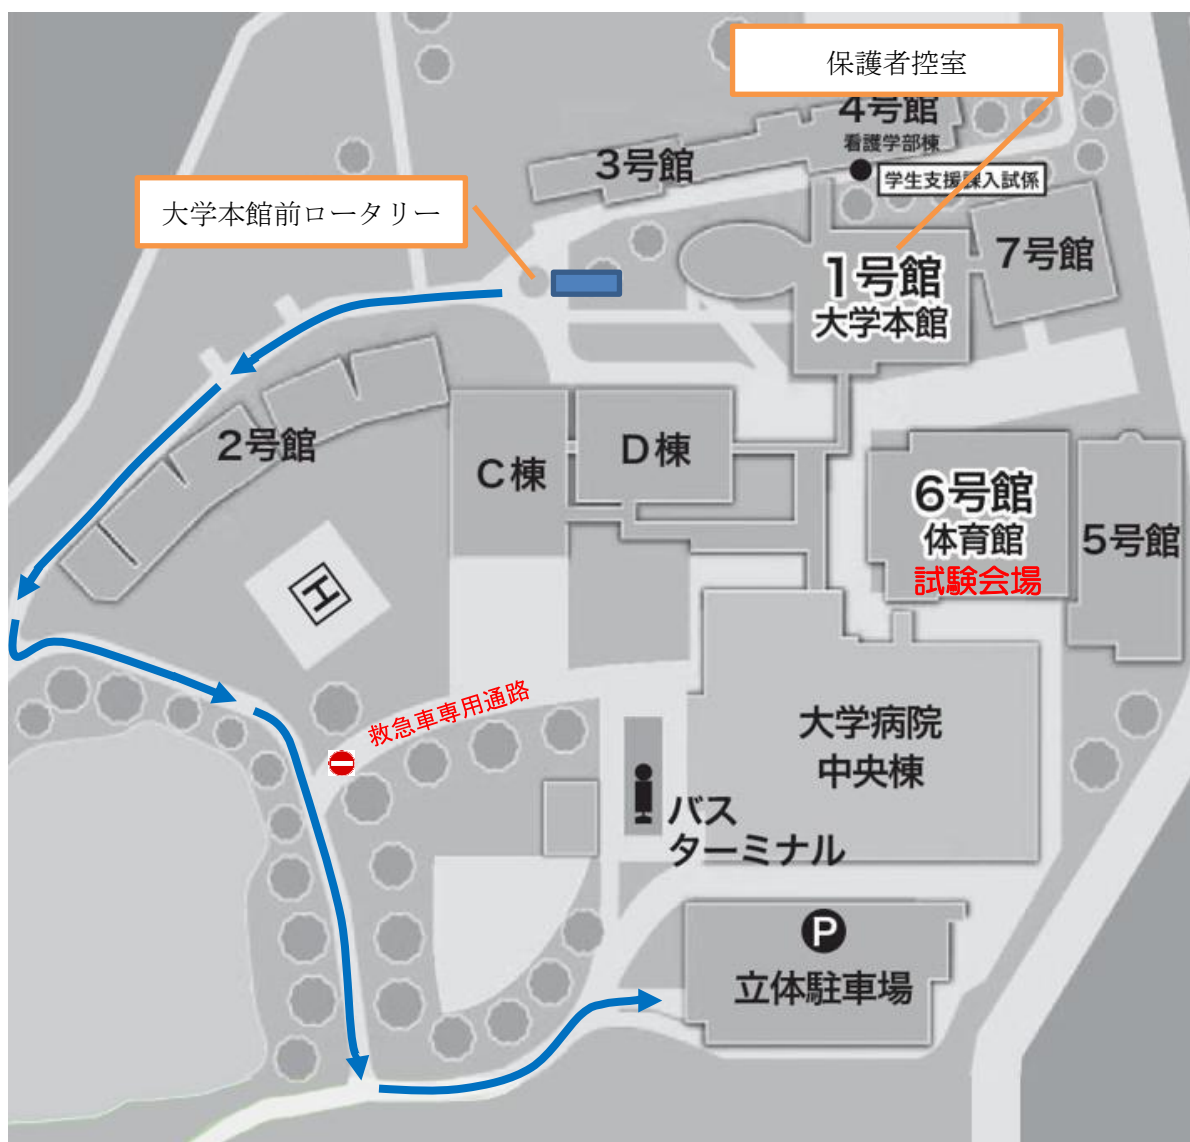 保護者控室
4号館
看護学部棟
3号館
学生支援課入試係
大学本館前ロータリー
7号館
1号館
大学本館
2号館
C棟
D棟
6号館
体育館
試験会場
5号館
H
救急車専用通路
大学病院
中央棟
バス
ターミナル
P
立体駐車場